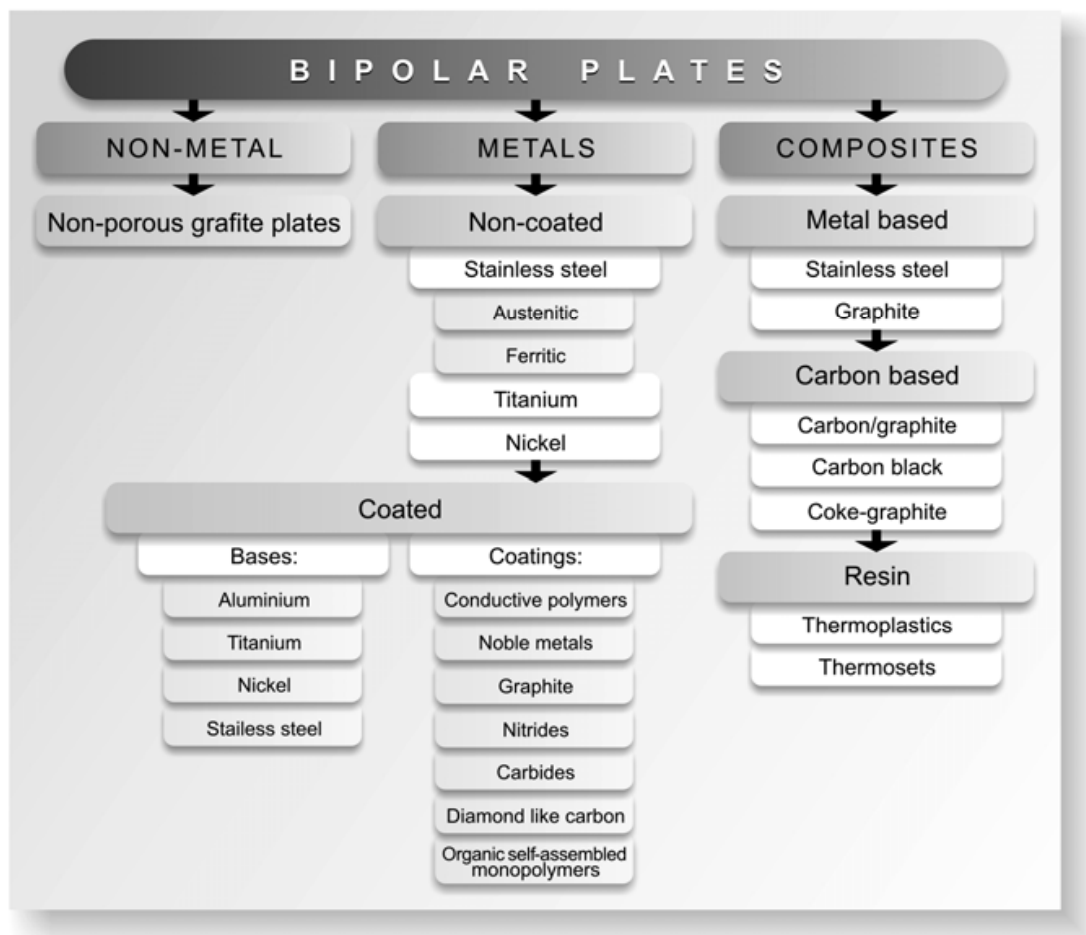 BIPOLAR PLATES
NON-METAL
Non-porous grafite plates
METALS
Non-coated
Stainless steel
Austenitic
Ferritic
Titanium
Nickel
Coated
Bases:
Aluminium
Titanium
Nickel
Stailess steel
Coatings:
Conductive polymers
Noble metals
Graphite
Nitrides
Carbides
Diamond like carbon
Organic self-assembled
monopolymers
COMPOSITES
Metal based
Stainless steel
Graphite
Carbon based
Carbon/graphite
Carbon black
Coke-graphite
Resin
Thermoplastics
Thermosets